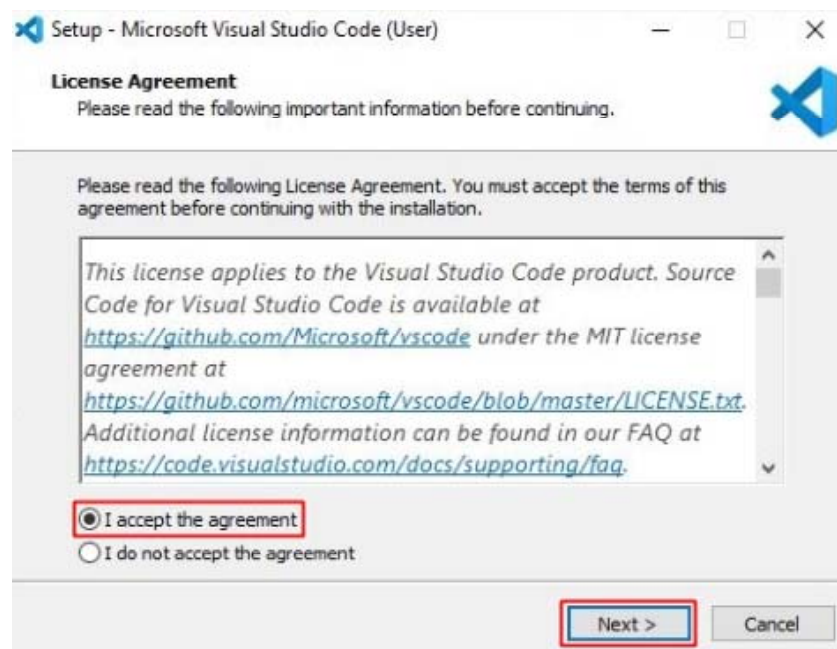 Setup - Microsoft Visual Studio Code (User)
License Agreement
Please read the following important information before continuing.
Please read the following License Agreement. You must accept the terms of this
agreement before continuing with the installation.
This license applies to the Visual Studio Code product. Source
Code for Visual Studio Code is available at
https://github.com/Microsoft/vscode under the MIT license
agreement at
https://github.com/microsoft/vscode/blob/master/LICENSE.txt.
Additional license information can be found in our FAQ at
https://code.visualstudio.com/docs/supporting/faq.
I accept the agreement
I do not accept the agreement
Next >
Cancel